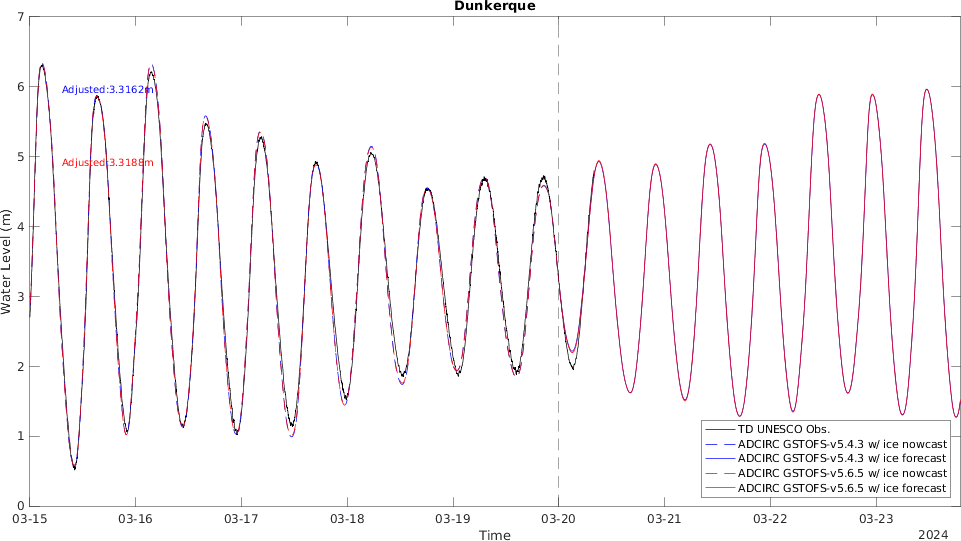 Dunkerque
7
6
5
4
3
2
1
0
Water Level (m)
Adjusted:3.3162m
Adjusted:3.3188m
TD UNESCO Obs.
ADCIRC GSTOFS-v5.4.3 w/ ice nowcast
ADCIRC GSTOFS-v5.4.3 w/ ice forecast
ADCIRC GSTOFS-v5.6.5 w/ ice nowcast
ADCIRC GSTOFS-v5.6.5 w/ ice forecast
03-15 03-16 03-17 03-18 03-19 03-20 03-21 03-22 03-23
Time
2024